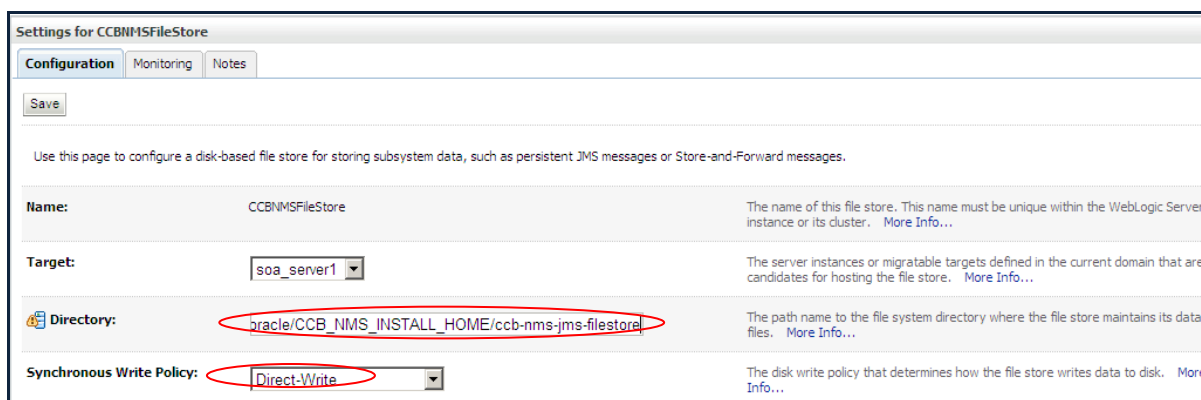 Settings for CCBNMSFileStore
Configuration Monitoring Notes
Save
Use this page to configure a disk-based file store for storing subsystem data, such as persistent JMS messages or Store-and-Forward messages.
Name: CCBNMSFileStore The name of this file store. This name must be unique within the WebLogic Server
instance or its cluster. More Info...
Target: soa_server1 The server instances or migratable targets defined in the current domain that are
candidates for hosting the file store. More Info...
Directory: oracle/CCB_NMS_INSTALL_HOME/ccb-nms-jms-filestore The path name to the file system directory where the file store maintains its data
files. More Info...
Synchronous Write Policy: Direct-Write The disk write policy that determines how the file store writes data to disk. More
Info...